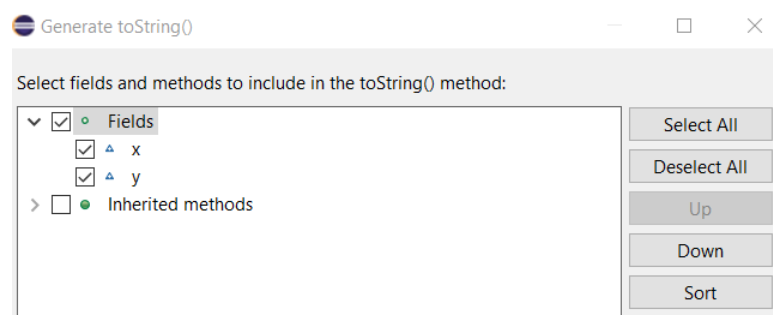 Generate toString()
Select fields and methods to include in the toString() method:
Fields
x
y
Inherited methods
Select All
Deselect All
Up
Down
Sort